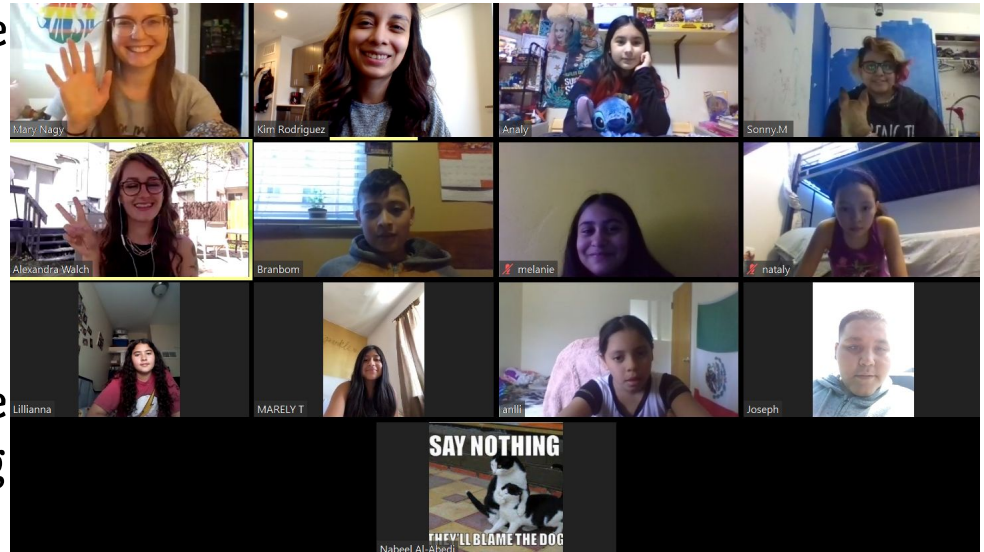 Mary Nagy
Kim Rodriguez
Analy
Sonny.M
Alexandra Walch
Branbom
melanie
nataly
Lillianna
MARELY T
anlli
Joseph
SAY NOTHING
THEY'LL BLAME THE DOG
Nabeel Al-Abedi